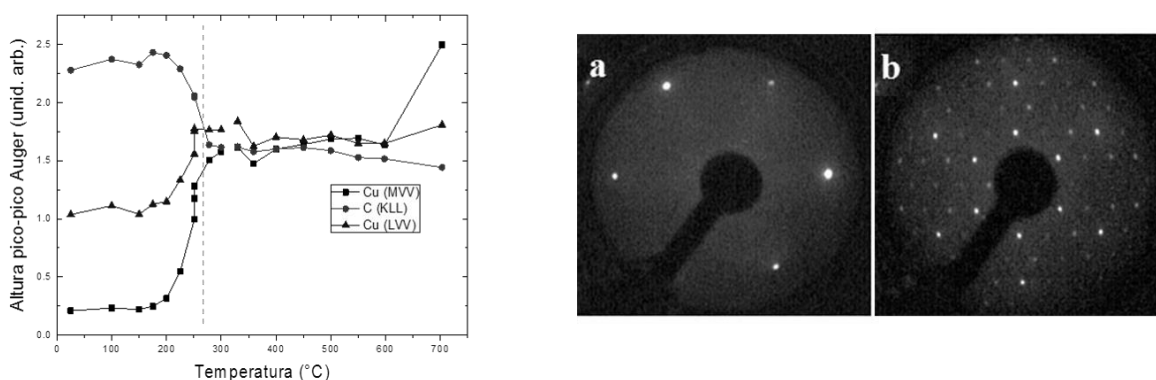 Altura pico-pico Auger (unid. arb.)
2.5
2.0
1.5
1.0
0.5
0.0
Cu (MVV)
C (KLL)
Cu (LVV)
0 100 200 300 400 500 600 700
Temperatura (°C)
a
b